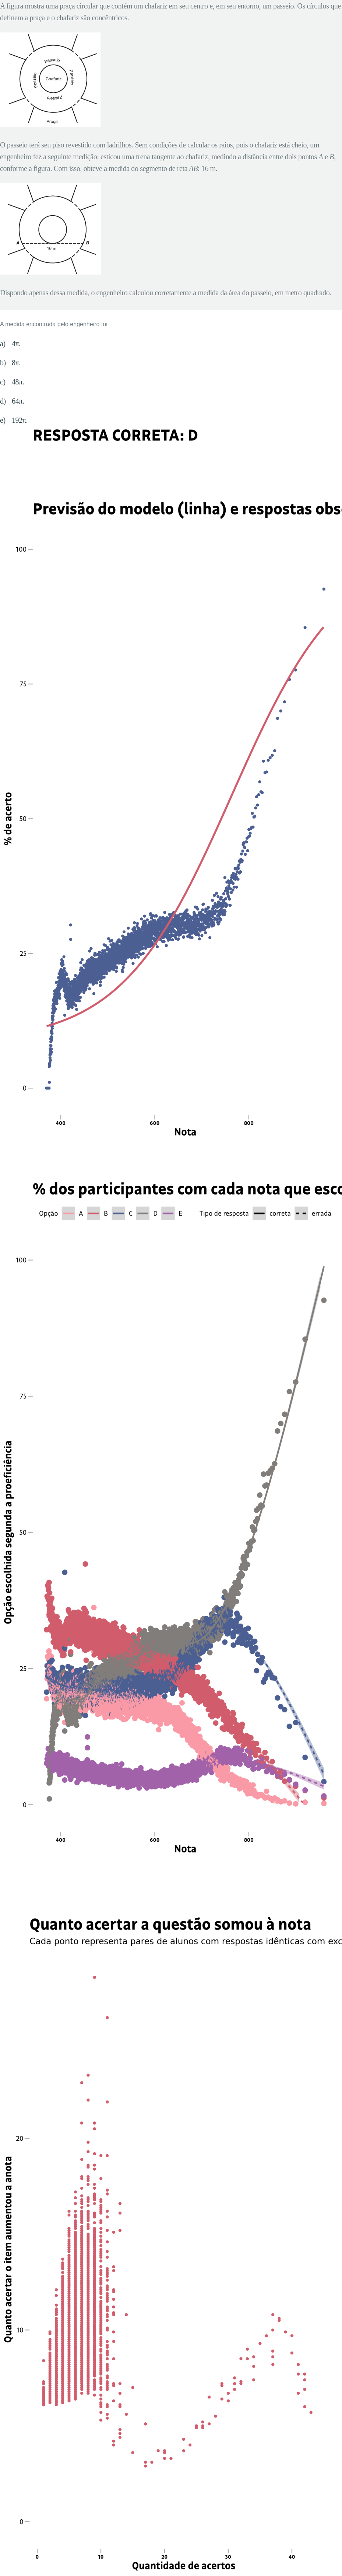 A figura mostra uma praça circular que contém um chafariz em seu centro e, em seu entorno, um passeio. Os círculos que
definem a praça e o chafariz são concêntricos.
Passeio
Passeio
Chafariz
Passeio
Praça
O passeio terá seu piso revestido com ladrilhos. Sem condições de calcular os raios, pois o chafariz está cheio, um
engenheiro fez a seguinte medição: esticou uma trena tangente ao chafariz, medindo a distância entre dois pontos A e B,
conforme a figura. Com isso, obteve a medida do segmento de reta AB: 16 m.
A B
16 m
Dispondo apenas dessa medida, o engenheiro calculou corretamente a medida da área do passeio, em metro quadrado.
A medida encontrada pelo engenheiro foi
a) 4π.
b) 8π.
c) 48π.
d) 64π.
e) 192π.
RESPOSTA CORRETA: D
Previsão do modelo (linha) e respostas obs
100
75
50
25
0
% de acerto
400 600 800
Nota
% dos participantes com cada nota que esco
Opção A B C D E Tipo de resposta correta errada
100
75
50
25
0
Opção escolhida segunda a proeficiência
400 600 800
Nota
Quanto acertar a questão somou à nota
Cada ponto representa pares de alunos com respostas idênticas com exc
20
10
0
Quanto acertar o item aumentou a anota
0 10 20 30 40
Quantidade de acertos